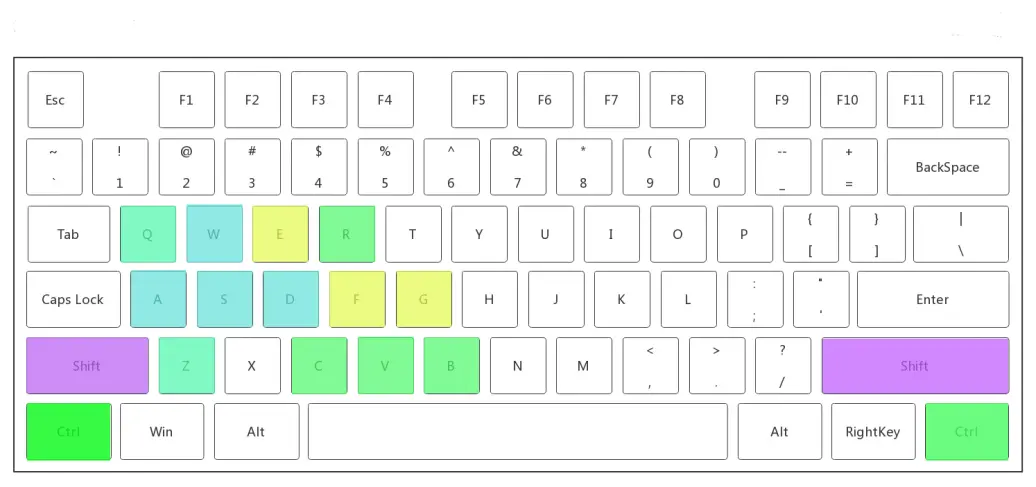 Esc F1 F2 F3 F4 F5 F6 F7 F8 F9 F10 F11 F12
~ ! @ # $ % ^ & * ( ) -- + BackSpace
` 1 2 3 4 5 6 7 8 9 0 _ =
Tab Q W E R T Y U I O P { } |
[ ] \
Caps Lock A S D F G H J K L : " Enter
; '
Shift Z X C V B N M < > ? Shift
, . /
Ctrl Win Alt Alt RightKey Ctrl